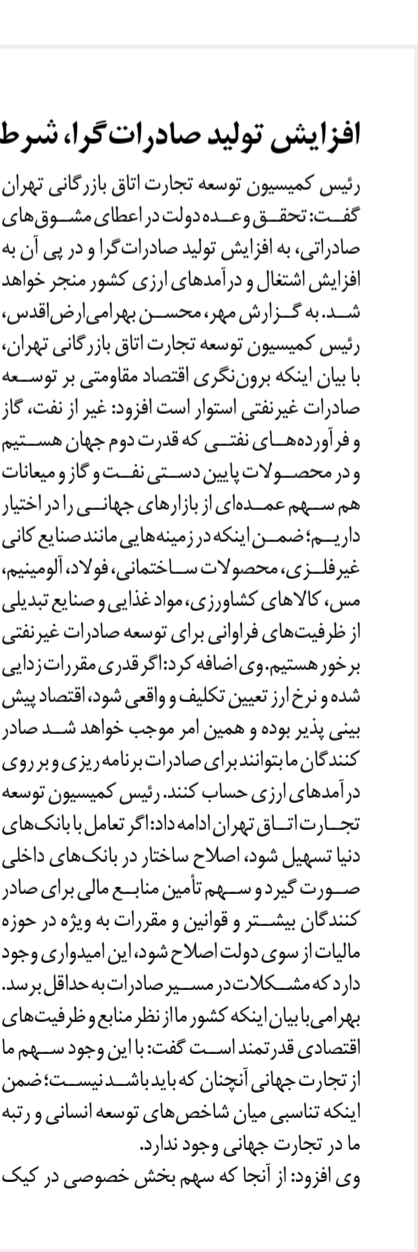 افزایش تولید صادرات‌گرا، شرط
رئیس کمیسیون توسعه تجارت اتاق بازرگانی تهران
گفت: تحقق وعده دولت در اعطای مشوق‌های
صادراتی، به افزایش تولید صادرات‌گرا و در پی آن به
افزایش اشتغال و درآمدهای ارزی کشور منجر خواهد
شد. به گزارش مهر، محسن بهرامی‌ارض‌اقدس،
رئیس کمیسیون توسعه تجارت اتاق بازرگانی تهران،
با بیان اینکه برون‌نگری اقتصاد مقاومتی بر توسعه
صادرات غیرنفتی استوار است افزود: غیر از نفت، گاز
و فرآورده‌های نفتی که قدرت دوم جهان هستیم
و در محصولات پایین دستی نفت و گاز و میعانات
هم سهم عمده‌ای از بازارهای جهانی را در اختیار
داریم؛ ضمن اینکه در زمینه‌هایی مانند صنایع کانی
غیرفلزی، محصولات ساختمانی، فولاد، آلومینیم،
مس، کالاهای کشاورزی، مواد غذایی و صنایع تبدیلی
از ظرفیت‌های فراوانی برای توسعه صادرات غیرنفتی
برخور هستیم. وی اضافه کرد: اگر قدری مقررات زدایی
شده و نرخ ارز تعیین تکلیف و واقعی شود، اقتصاد پیش
بینی پذیر بوده و همین امر موجب خواهد شد صادر
کنندگان ما بتوانند برای صادرات برنامه ریزی و بر روی
درآمدهای ارزی حساب کنند. رئیس کمیسیون توسعه
تجارت اتاق تهران ادامه داد: اگر تعامل با بانک‌های
دنیا تسهیل شود، اصلاح ساختار در بانک‌های داخلی
صورت گیرد و سهم تأمین منابع مالی برای صادر
کنندگان بیشتر و قوانین و مقررات به ویژه در حوزه
مالیات از سوی دولت اصلاح شود، این امیدواری وجود
دارد که مشکلات در مسیر صادرات به حداقل برسد.
بهرامی با بیان اینکه کشور ما از نظر منابع و ظرفیت‌های
اقتصادی قدرتمند است گفت: با این وجود سهم ما
از تجارت جهانی آنچنان که باید باشد نیست؛ ضمن
اینکه تناسبی میان شاخص‌های توسعه انسانی و رتبه
ما در تجارت جهانی وجود ندارد.
وی افزود: از آنجا که سهم بخش خصوصی در کیک